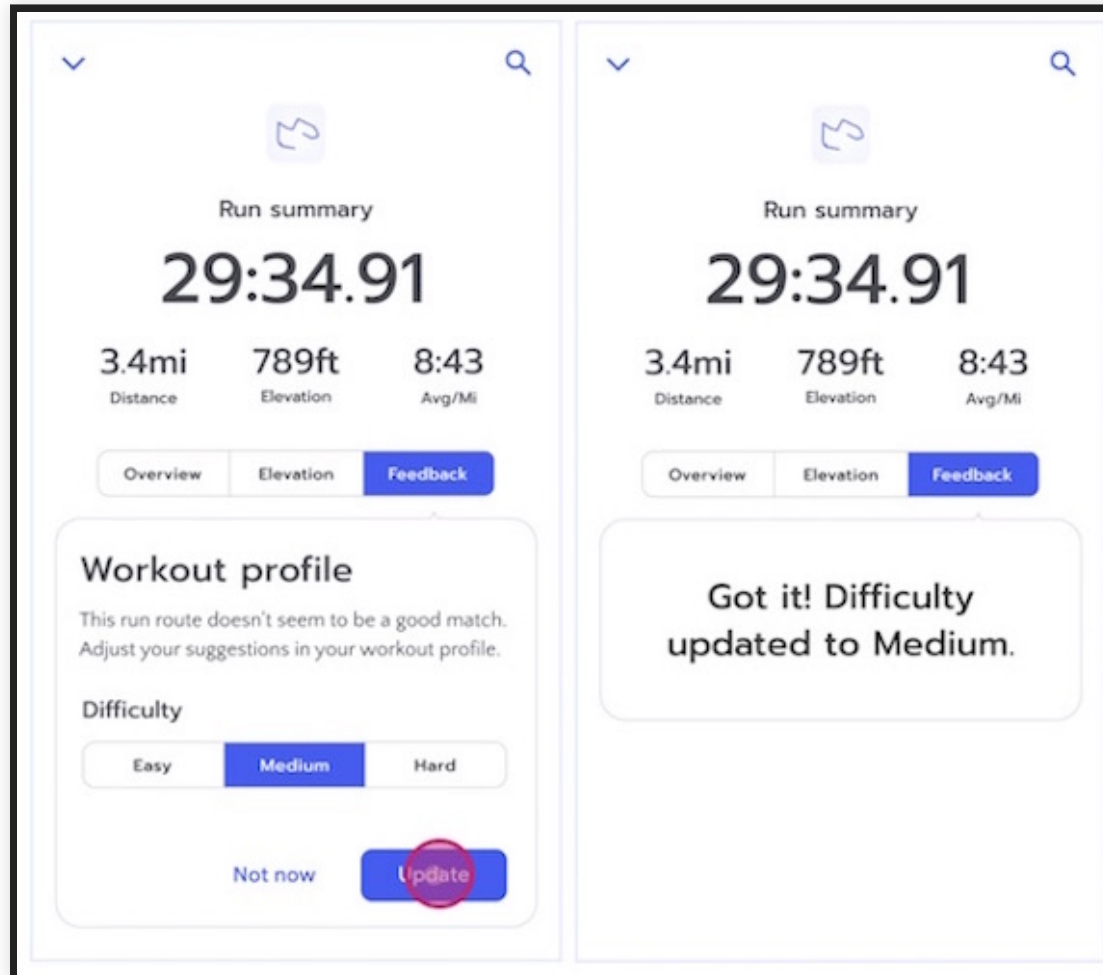 Run summary
29:34.91
3.4mi 789ft 8:43
Distance Elevation Avg/Mi
Overview Elevation Feedback
Workout profile
This run route doesn't seem to be a good match.
Adjust your suggestions in your workout profile.
Difficulty
Easy Medium Hard
Not now Update
Run summary
29:34.91
3.4mi 789ft 8:43
Distance Elevation Avg/Mi
Overview Elevation Feedback
Got it! Difficulty
updated to Medium.